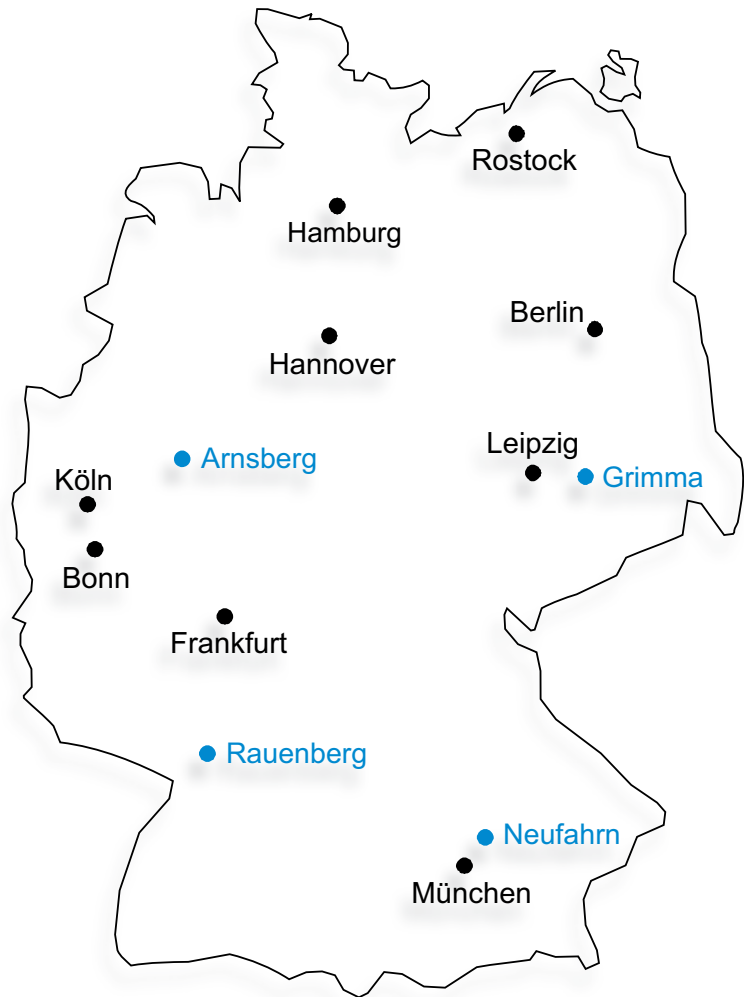 Rostock
Hamburg
Berlin
Hannover
Leipzig
Arnsberg
Grimma
Köln
Bonn
Frankfurt
Rauenberg
Neufahrn
München